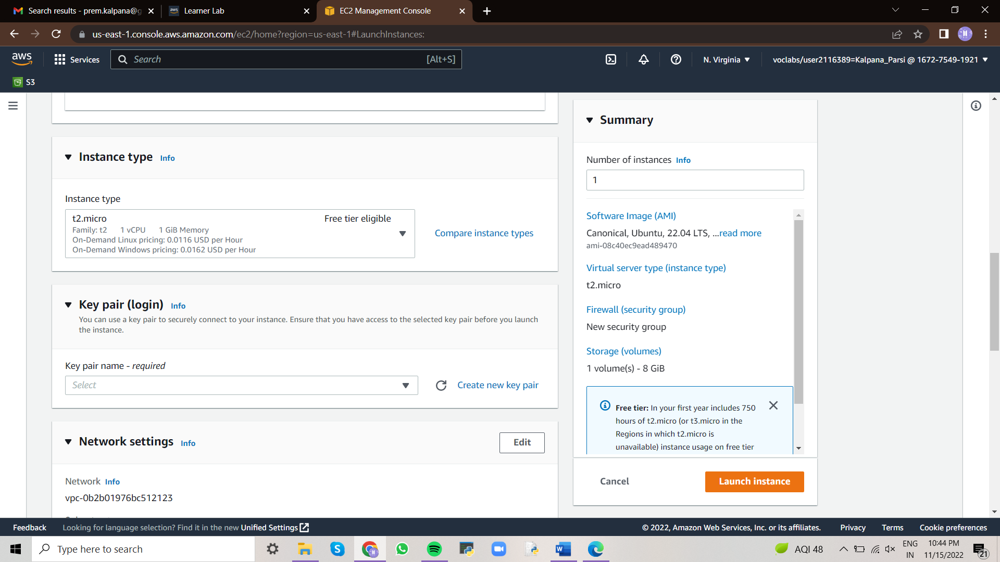 Search results - prem.kalpana@g
Learner Lab
EC2 Management Console
us-east-1.console.aws.amazon.com/ec2/home?region=us-east-1#LaunchInstances:
aws
Services
Search
[Alt+S]
N. Virginia
voclabs/user2116389=Kalpana_Parsi @ 1672-7549-1921
S3
Instance type Info
Instance type
t2.micro
Free tier eligible
Family: t2 1 vCPU 1 GiB Memory
On-Demand Linux pricing: 0.0116 USD per Hour
On-Demand Windows pricing: 0.0162 USD per Hour
Compare instance types
Key pair (login) Info
You can use a key pair to securely connect to your instance. Ensure that you have access to the selected key pair before you launch
the instance.
Key pair name - required
Select
Create new key pair
Network settings Info
Edit
Network Info
vpc-0b2b01976bc512123
Summary
Number of instances Info
1
Software Image (AMI)
Canonical, Ubuntu, 22.04 LTS, ...read more
ami-08c40ec9ead489470
Virtual server type (instance type)
t2.micro
Firewall (security group)
New security group
Storage (volumes)
1 volume(s) - 8 GiB
Free tier: In your first year includes 750
hours of t2.micro (or t3.micro in the
Regions in which t2.micro is
unavailable) instance usage on free tier
Cancel
Launch instance
Feedback
Looking for language selection? Find it in the new Unified Settings
© 2022, Amazon Web Services, Inc. or its affiliates.
Privacy
Terms
Cookie preferences
Type here to search
AQI 48
ENG
IN
10:44 PM
11/15/2022
21